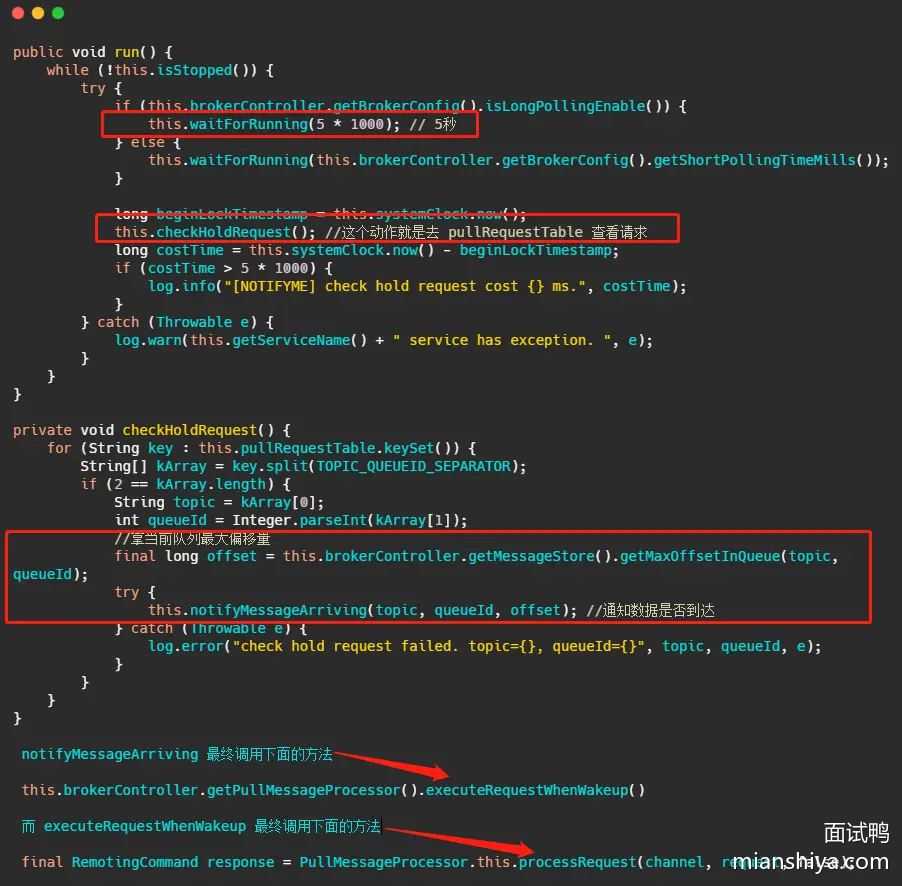 public void run() {
while (!this.isStopped()) {
try {
if (this.brokerController.getBrokerConfig().isLongPollingEnable()) {
this.waitForRunning(5 * 1000); // 5秒
} else {
this.waitForRunning(this.brokerController.getBrokerConfig().getShortPollingTimeMills());
}
long beginLockTimestamp = this.systemClock.now();
this.checkHoldRequest(); //这个动作就是去 pullRequestTable 查看请求
long costTime = this.systemClock.now() - beginLockTimestamp;
if (costTime > 5 * 1000) {
log.info("[NOTIFYME] check hold request cost {} ms.", costTime);
}
} catch (Throwable e) {
log.warn(this.getServiceName() + " service has exception. ", e);
}
}
}
private void checkHoldRequest() {
for (String key : this.pullRequestTable.keySet()) {
String[] kArray = key.split(TOPIC_QUEUEID_SEPARATOR);
if (2 == kArray.length) {
String topic = kArray[0];
int queueId = Integer.parseInt(kArray[1]);
//拿当前队列最大偏移量
final long offset = this.brokerController.getMessageStore().getMaxOffsetInQueue(topic,
queueId);
try {
this.notifyMessageArriving(topic, queueId, offset); //通知数据是否到达
} catch (Throwable e) {
log.error("check hold request failed. topic={}, queueId={}", topic, queueId, e);
}
}
}
}
notifyMessageArriving 最终调用下面的方法
this.brokerController.getPullMessageProcessor().executeRequestWhenWakeup()
而 executeRequestWhenWakeup 最终调用下面的方法
final RemotingCommand response = PullMessageProcessor.this.processRequest(channel,
面试鸭
mianshiya.com